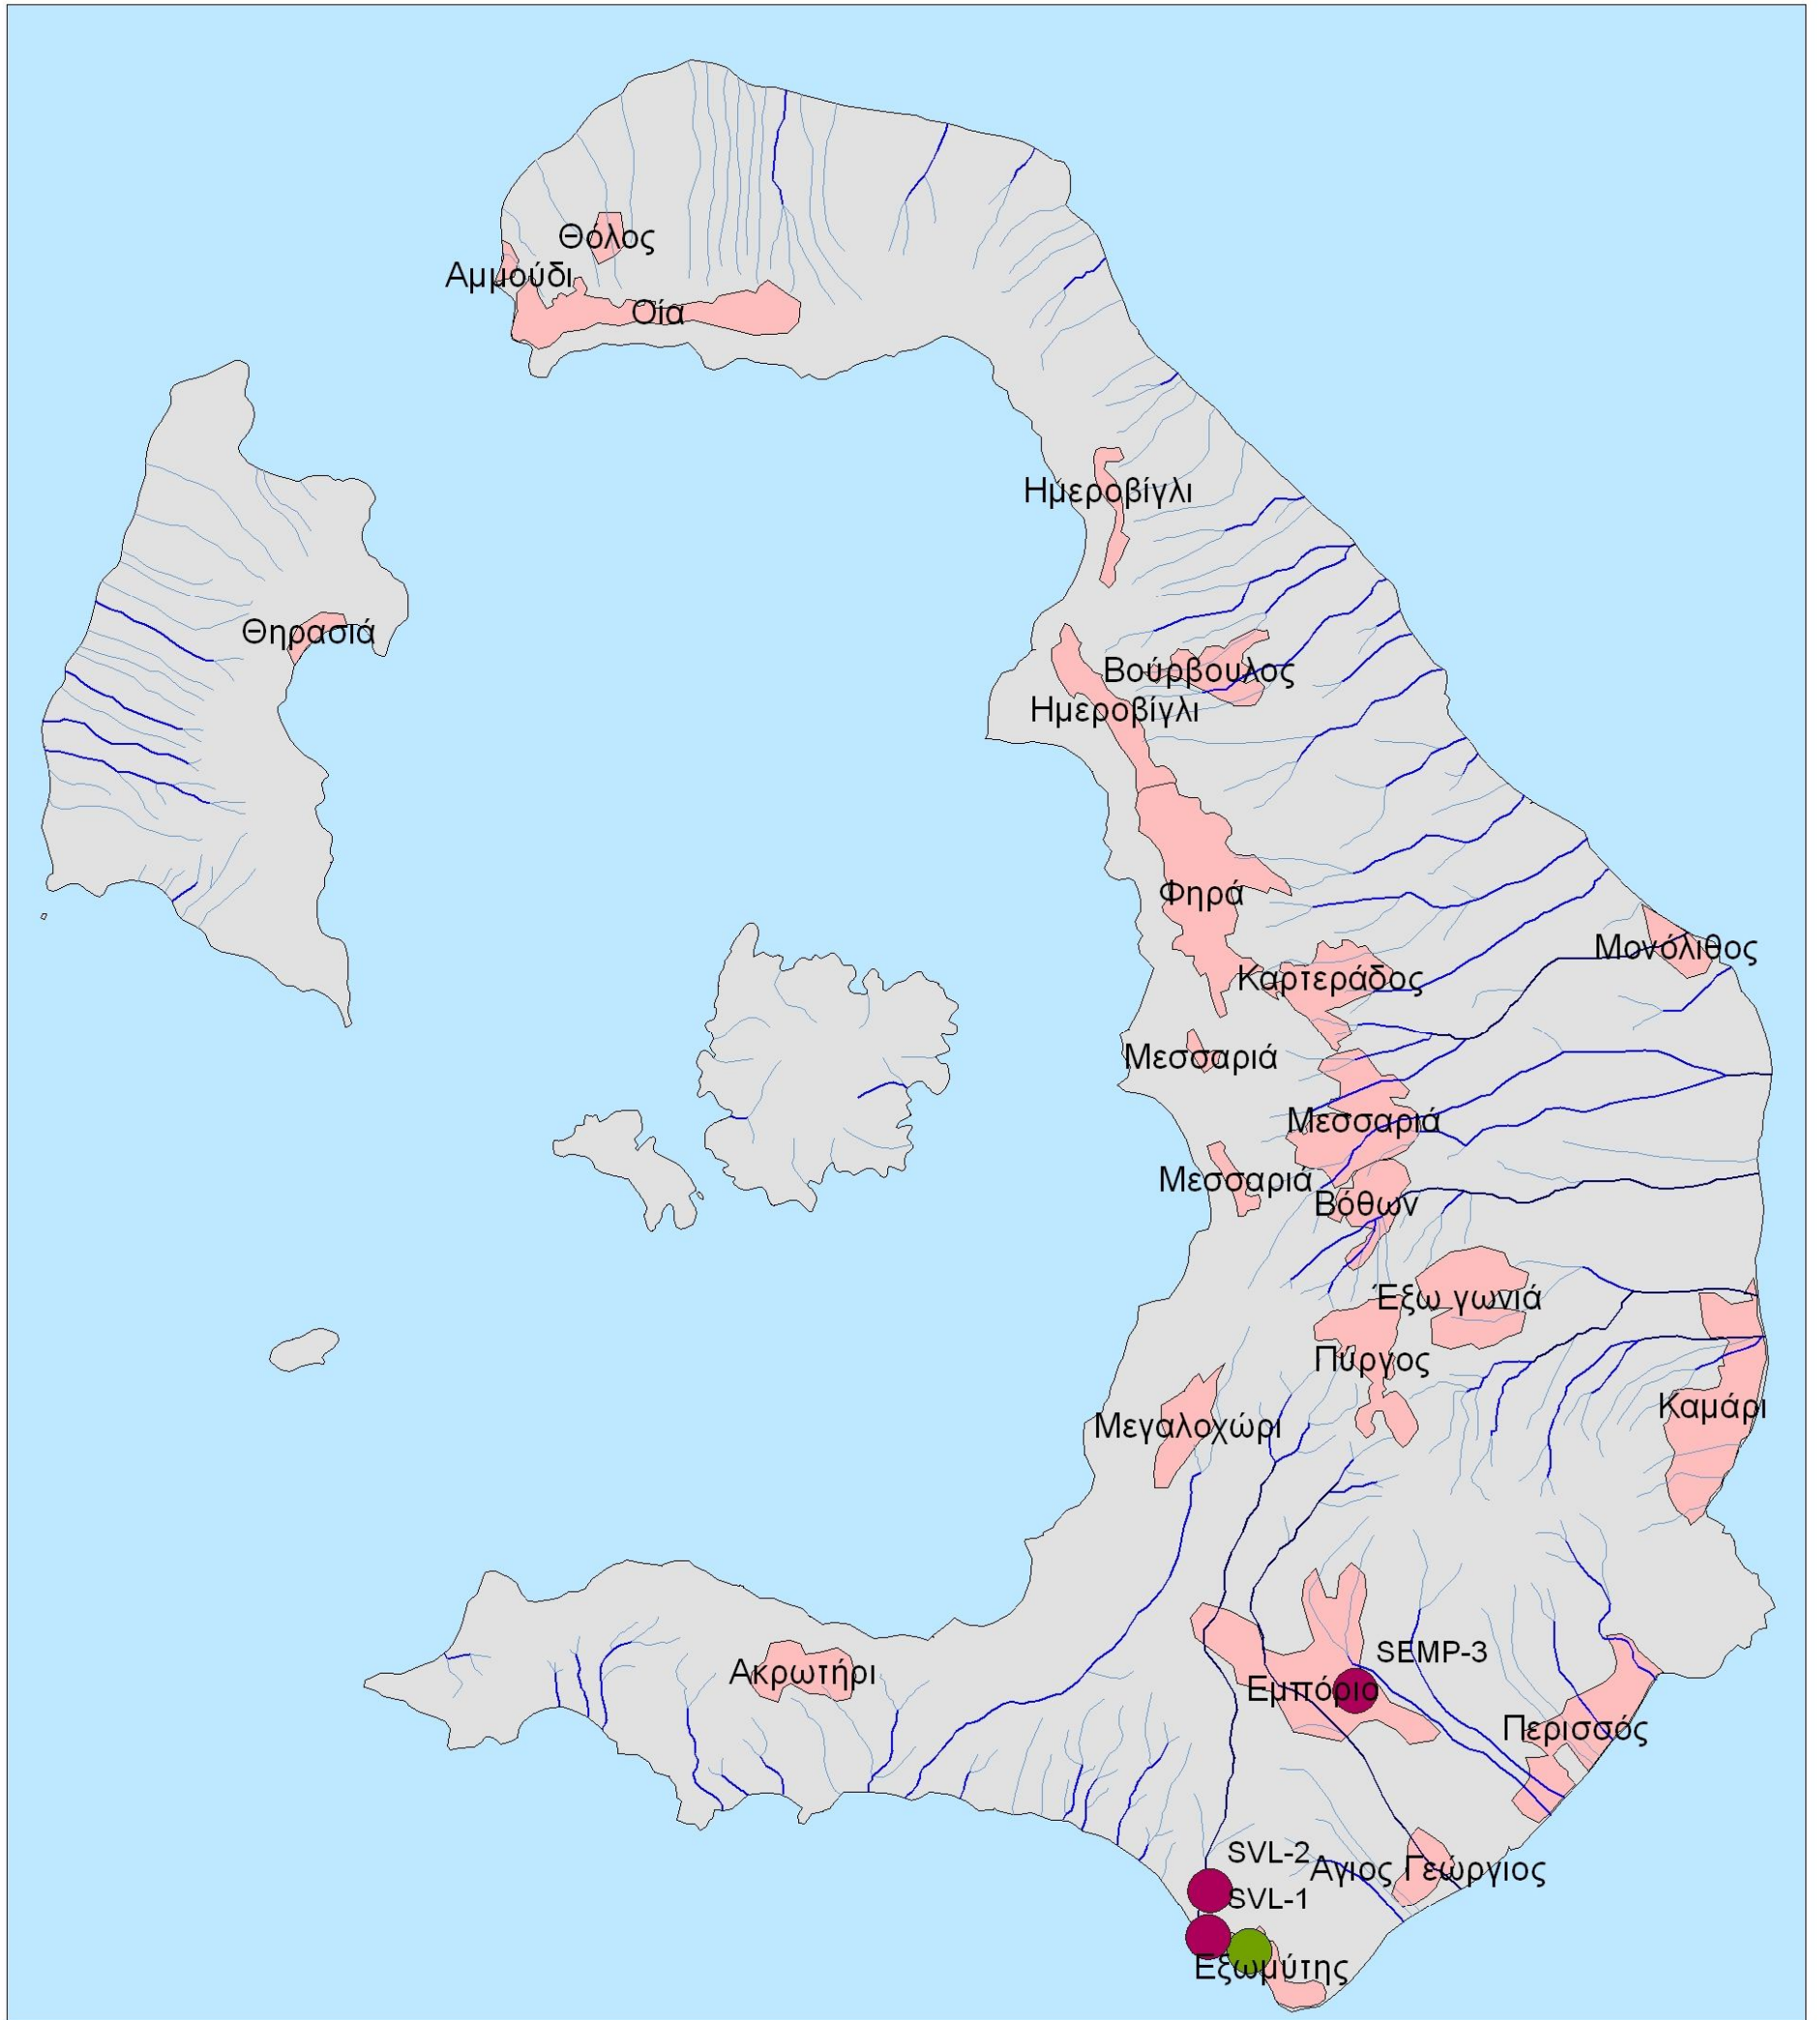 Θόλος
Αμμούδι
Οία
Ημεροβίγλι
Θηρασιά
Βούρβουλος
Ημεροβίγλι
Φηρά
Μονόλιθος
Καρτεράδος
Μεσσαριά
Μεσσαριά
Μεσσαριά
Βόθων
Έξω γωνιά
Πύργος
Καμάρι
Μεγαλοχώρι
SEMP-3
Ακρωτήρι
Εμπόριο
Περισσός
SVL-2
Αγιος Γεώργιος
SVL-1
Εξωμύτης